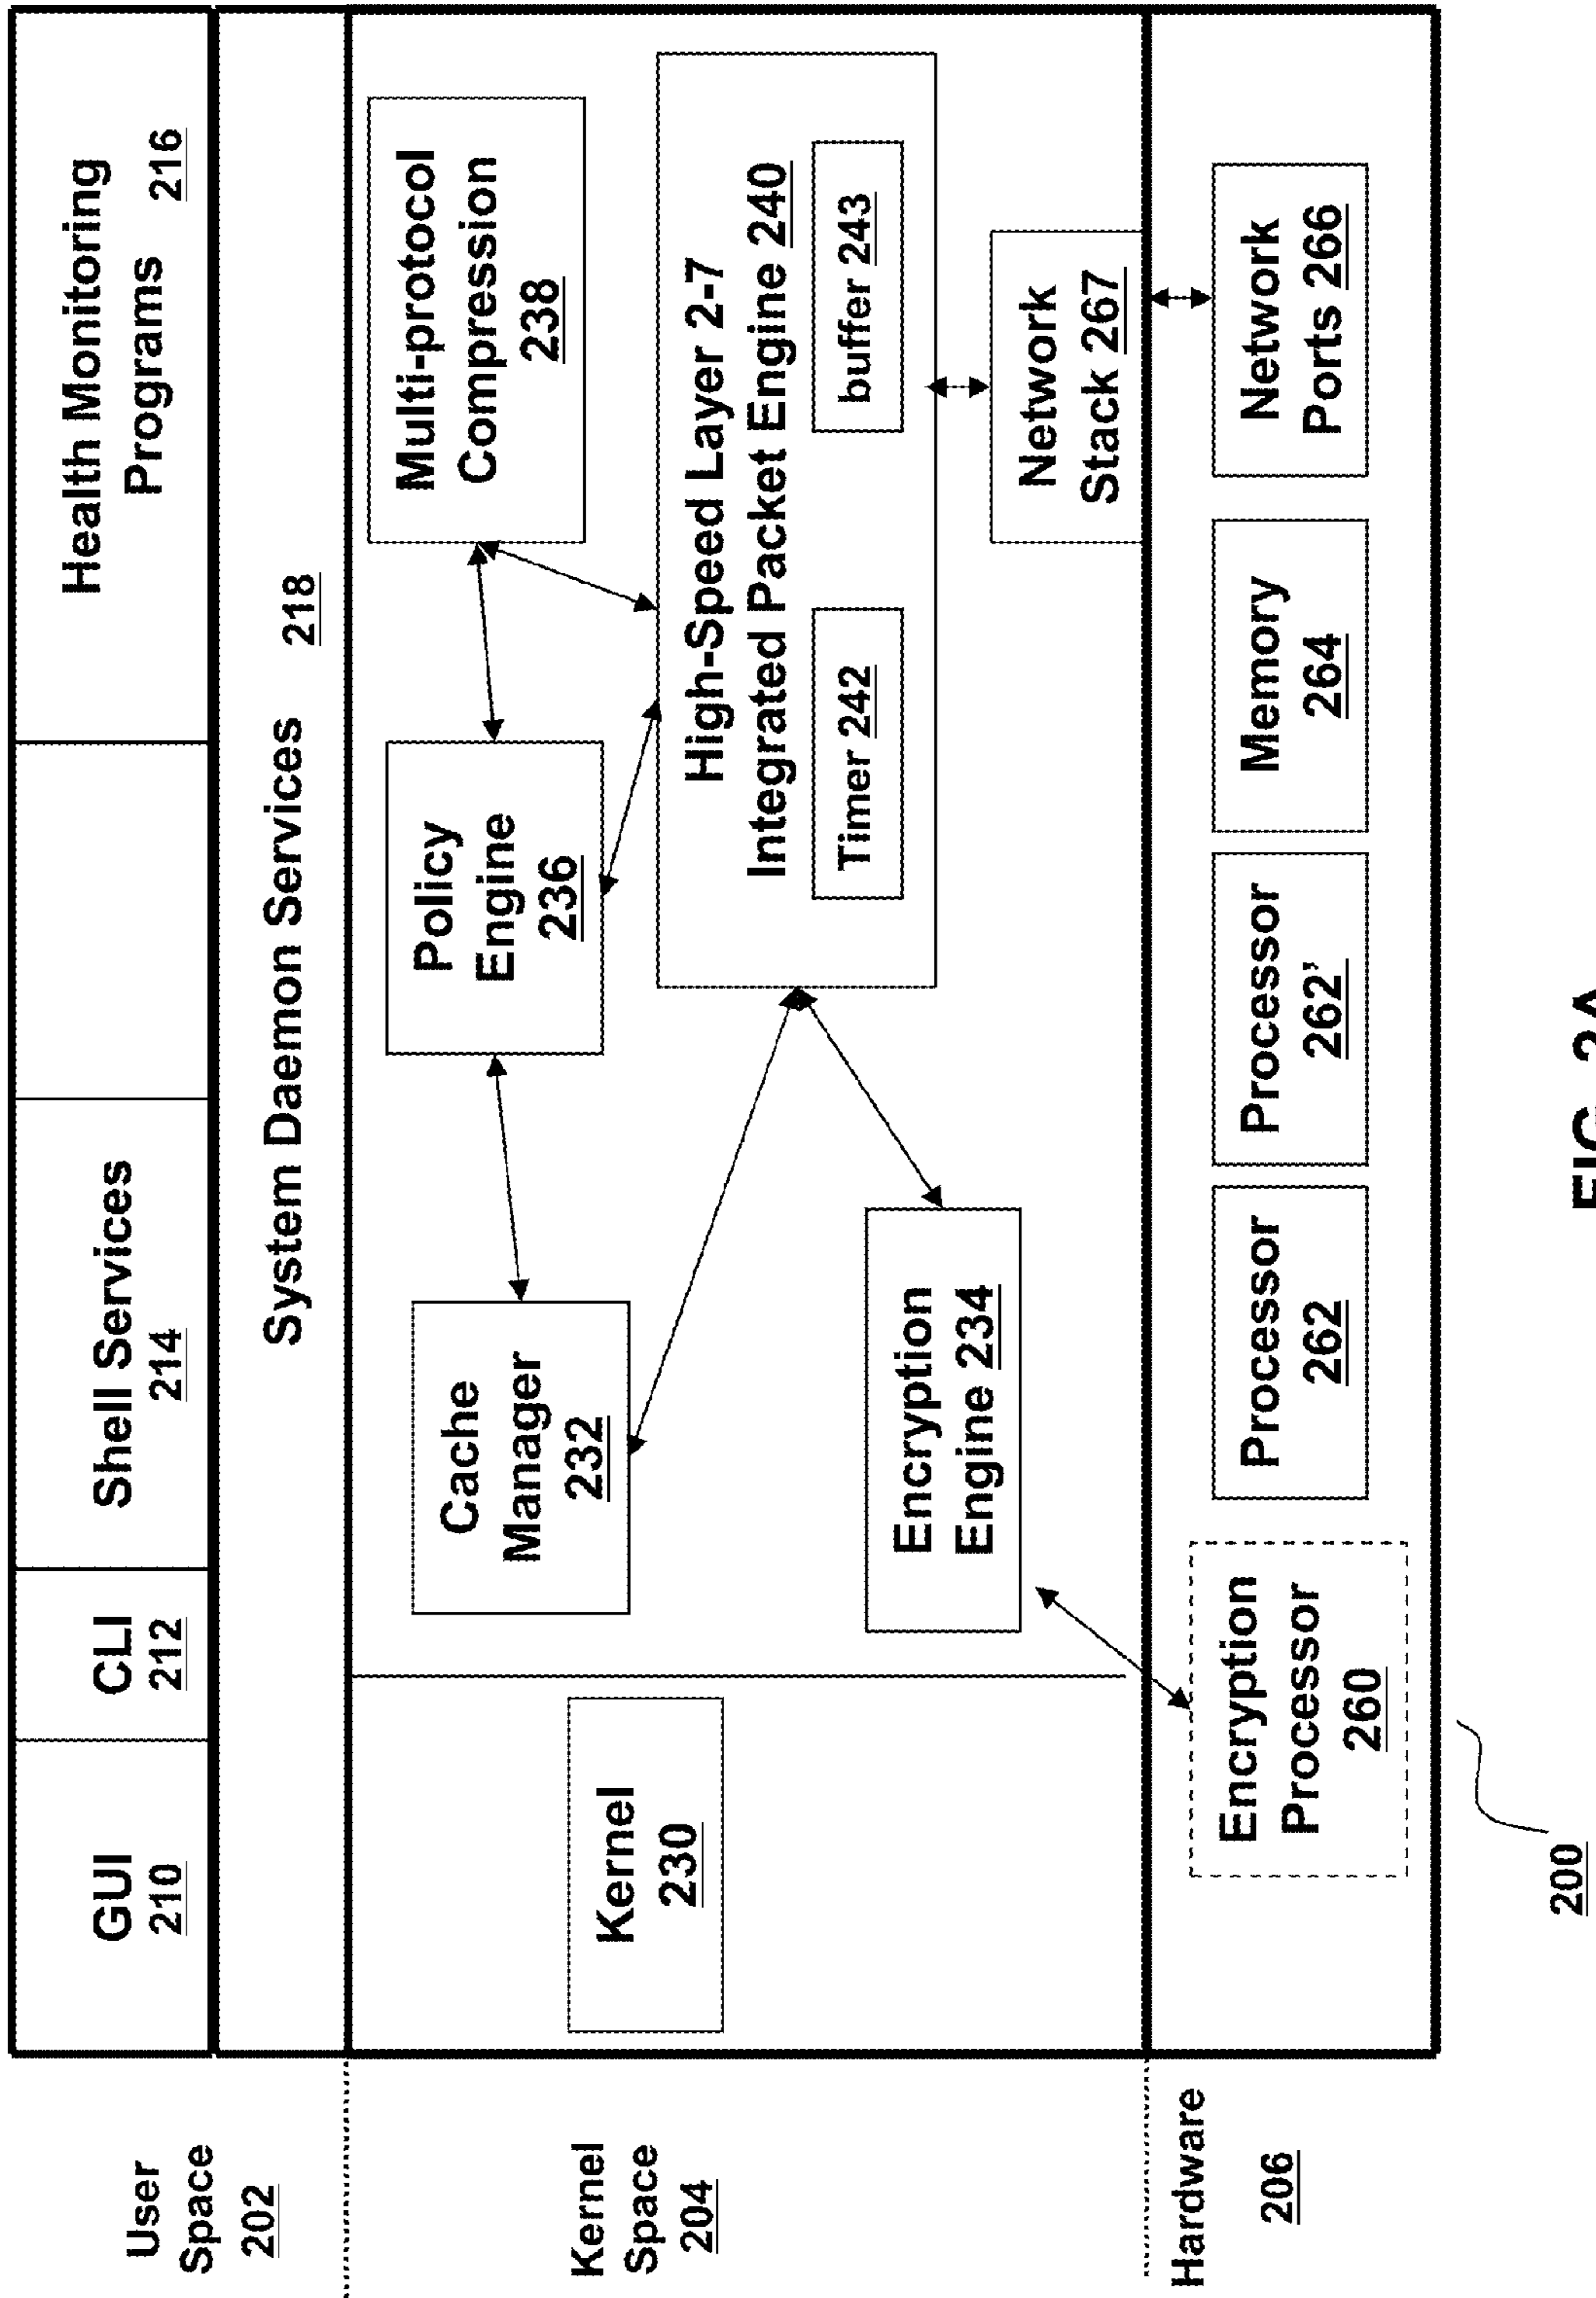 User
Space
202
GUI
210
CLI
212
Shell Services
214
Health Monitoring
Programs 216
System Daemon Services 218
Kernel
Space
204
Kernel
230
Cache
Manager
232
Policy
Engine
236
Multi-protocol
Compression
238
High-Speed Layer 2-7
Integrated Packet Engine 240
Timer 242
buffer 243
Encryption
Engine 234
Network
Stack 267
Hardware
206
Encryption
Processor
260
Processor
262
Processor
262’
Memory
264
Network
Ports 266
200
FIG. 2A